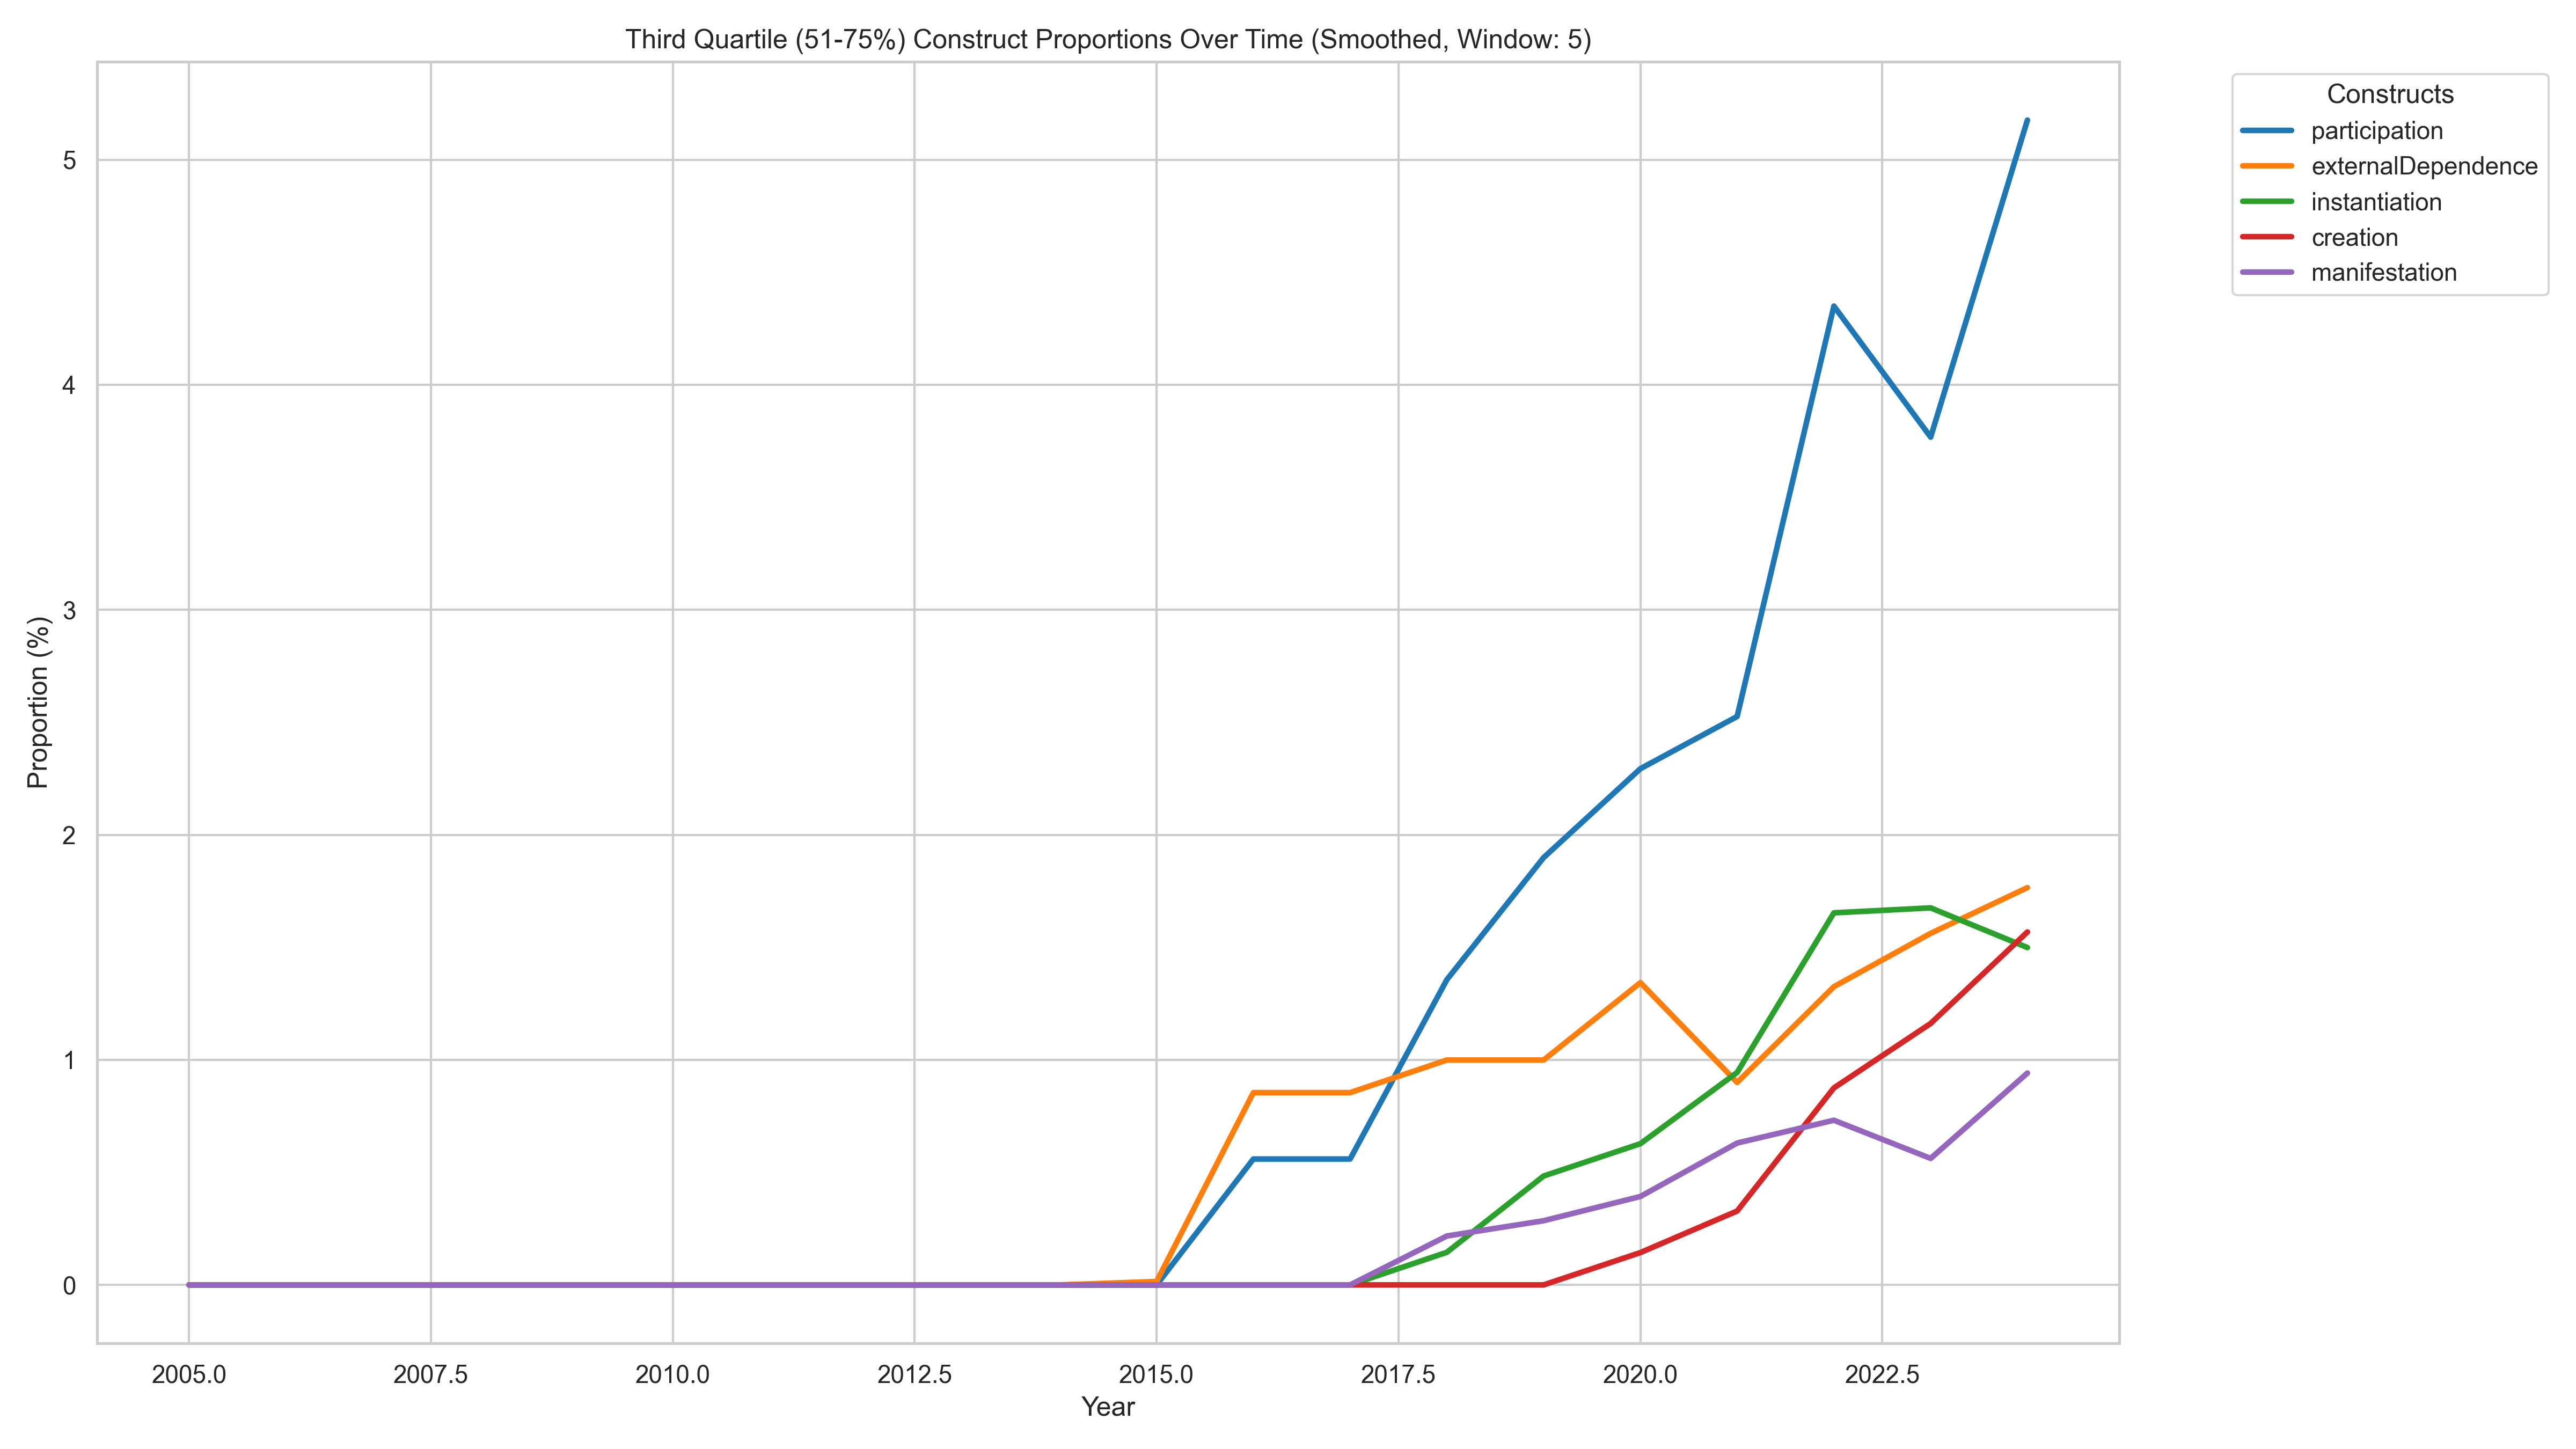 Third Quartile (51-75%) Construct Proportions Over Time (Smoothed, Window: 5)
Constructs
participation
externalDependence
instantiation
creation
manifestation
Proportion (%)
5
4
3
2
1
0
2005.0 2007.5 2010.0 2012.5 2015.0 2017.5 2020.0 2022.5
Year